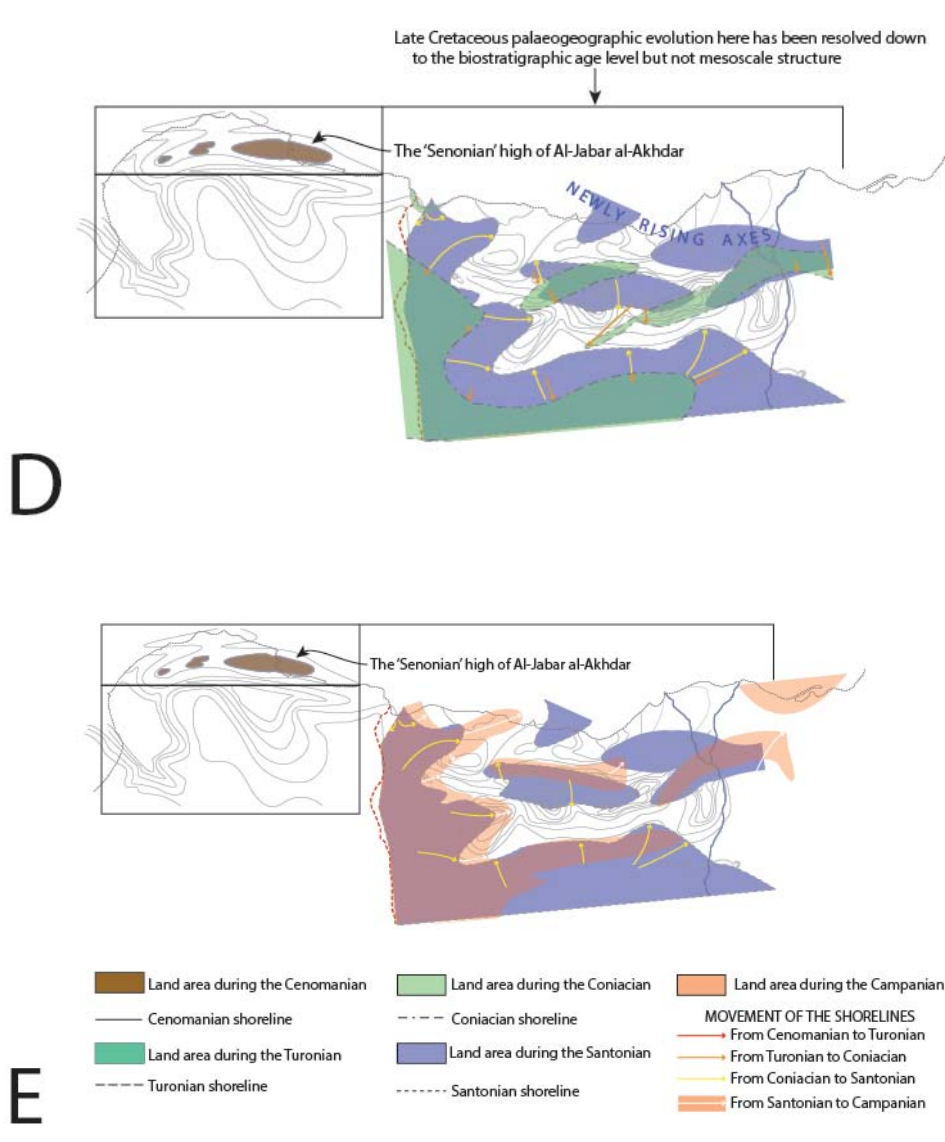 Late Cretaceous palaeogeographic evolution here has been resolved down
to the biostratigraphic age level but not mesoscale structure
The 'Senonian' high of Al-Jabar al-Akhdar
NEWLY RISING AXES
D
The 'Senonian' high of Al-Jabar al-Akhdar
Land area during the Cenomanian
Land area during the Coniacian
Land area during the Campanian
Cenomanian shoreline
Coniacian shoreline
MOVEMENT OF THE SHORELINES
From Cenomanian to Turonian
Land area during the Turonian
Land area during the Santonian
From Turonian to Coniacian
Turonian shoreline
Santonian shoreline
From Coniacian to Santonian
From Santonian to Campanian
E